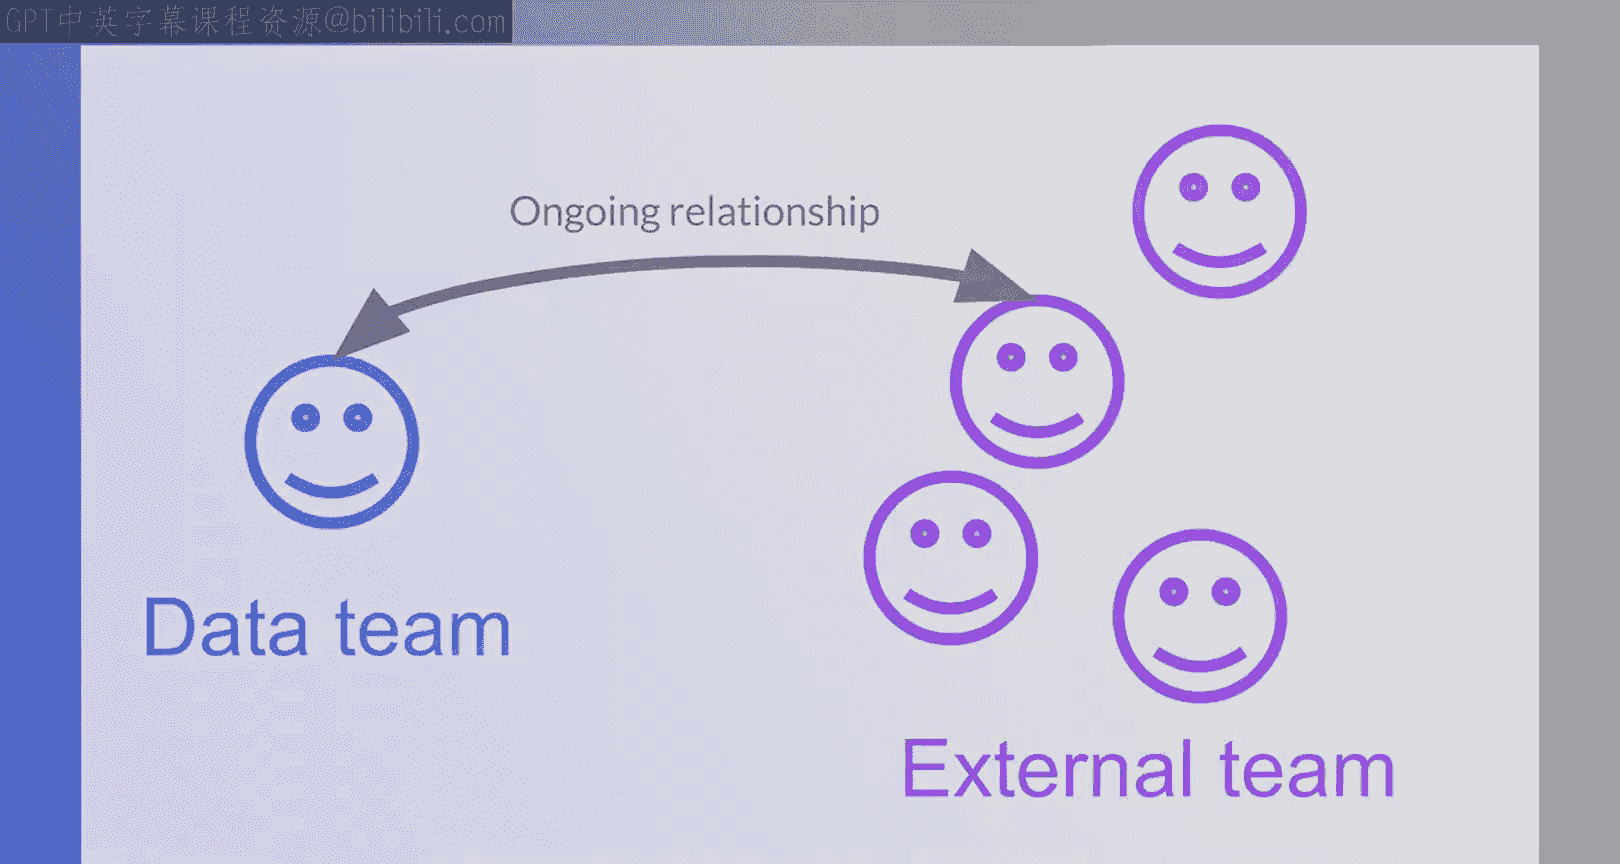 GPT中英字幕课程资源@bilibili.com
Ongoing relationship
Data team
External team